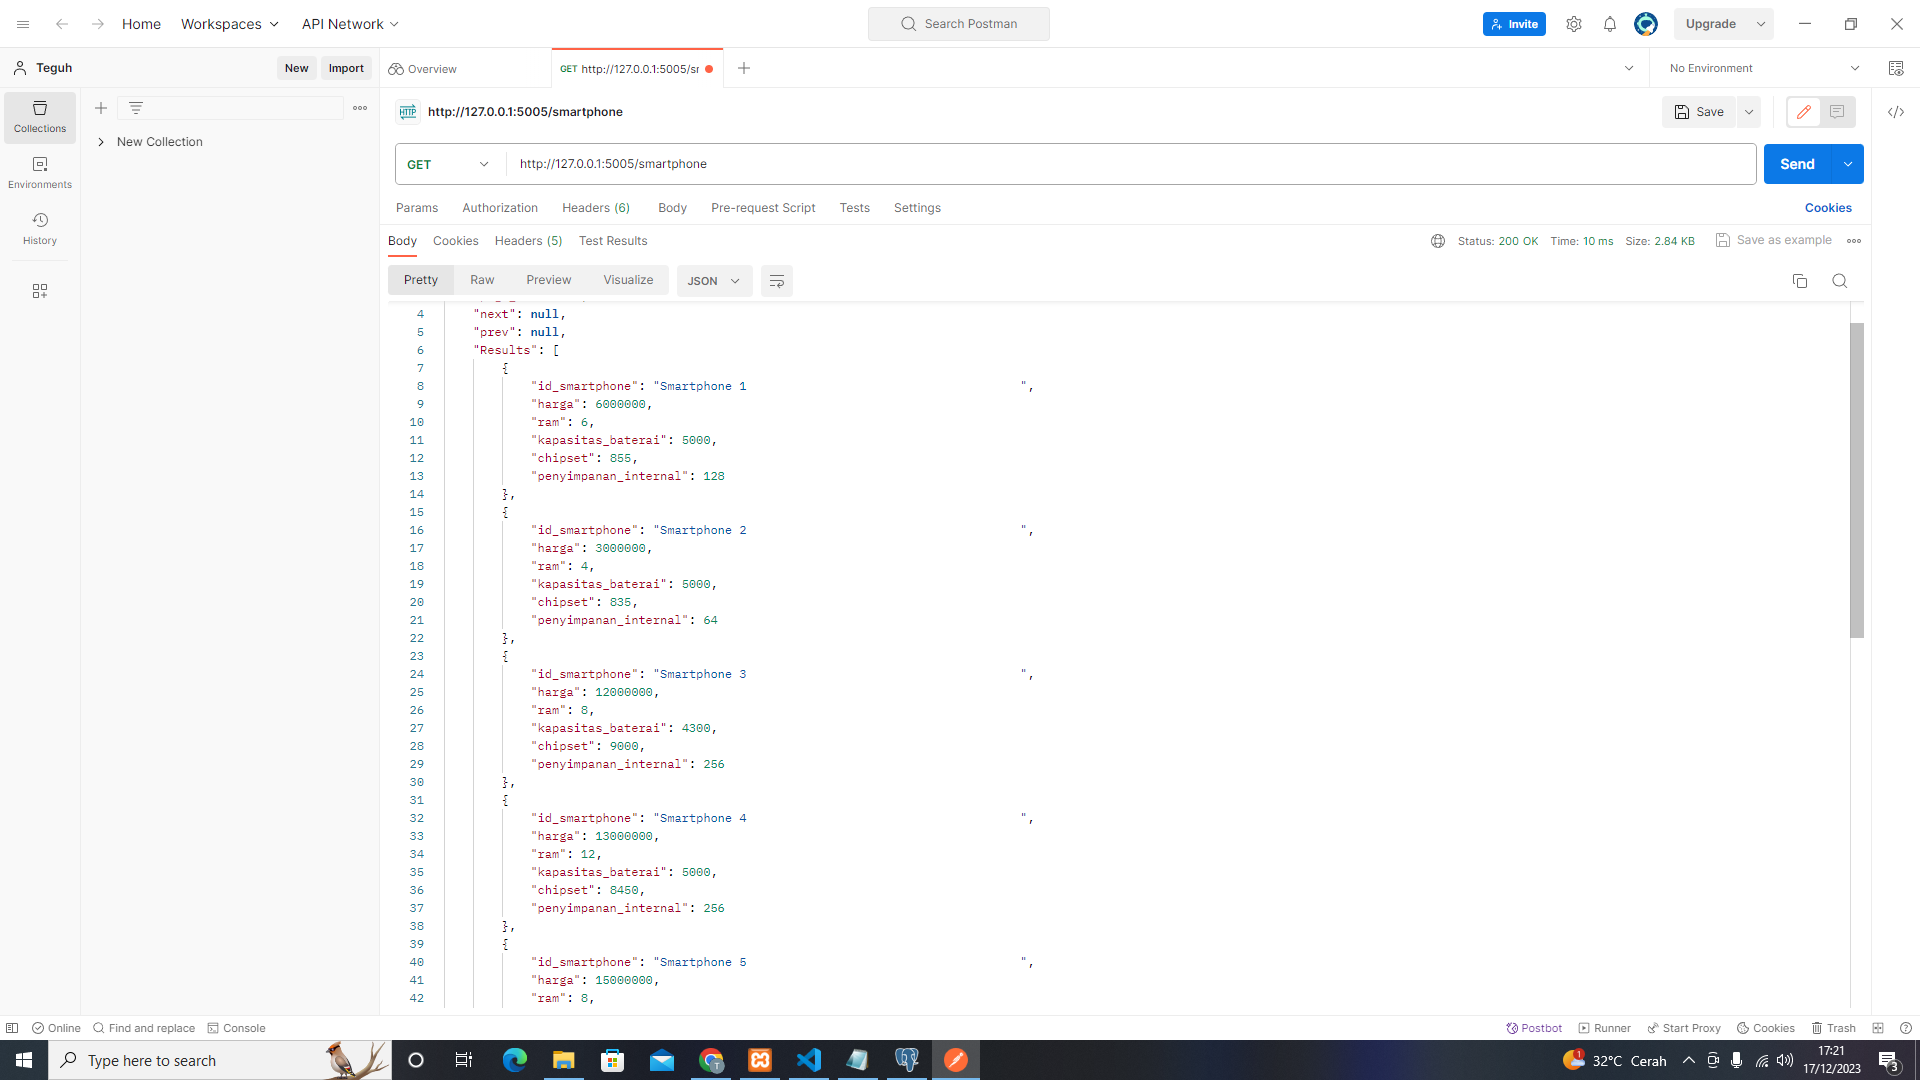 Home Workspaces API Network Search Postman Invite Upgrade
Teguh New Import Overview GET http://127.0.0.1:5005/sr No Environment
Collections
Environments
History
New Collection
HTTP http://127.0.0.1:5005/smartphone Save
GET http://127.0.0.1:5005/smartphone Send
Params Authorization Headers (6) Body Pre-request Script Tests Settings Cookies
Body Cookies Headers (5) Test Results Status: 200 OK Time: 10 ms Size: 2.84 KB Save as example
Pretty Raw Preview Visualize JSON
4 "next": null,
5 "prev": null,
6 "Results": [
7 {
8 "id_smartphone": "Smartphone 1 ",
9 "harga": 6000000,
10 "ram": 6,
11 "kapasitas_baterai": 5000,
12 "chipset": 855,
13 "penyimpanan_internal": 128
14 },
15 {
16 "id_smartphone": "Smartphone 2 ",
17 "harga": 3000000,
18 "ram": 4,
19 "kapasitas_baterai": 5000,
20 "chipset": 835,
21 "penyimpanan_internal": 64
22 },
23 {
24 "id_smartphone": "Smartphone 3 ",
25 "harga": 12000000,
26 "ram": 8,
27 "kapasitas_baterai": 4300,
28 "chipset": 9000,
29 "penyimpanan_internal": 256
30 },
31 {
32 "id_smartphone": "Smartphone 4 ",
33 "harga": 13000000,
34 "ram": 12,
35 "kapasitas_baterai": 5000,
36 "chipset": 8450,
37 "penyimpanan_internal": 256
38 },
39 {
40 "id_smartphone": "Smartphone 5 ",
41 "harga": 15000000,
42 "ram": 8,
Online Find and replace Console Postbot Runner Start Proxy Cookies Trash
Type here to search 1 32°C Cerah 17:21
17/12/2023 3